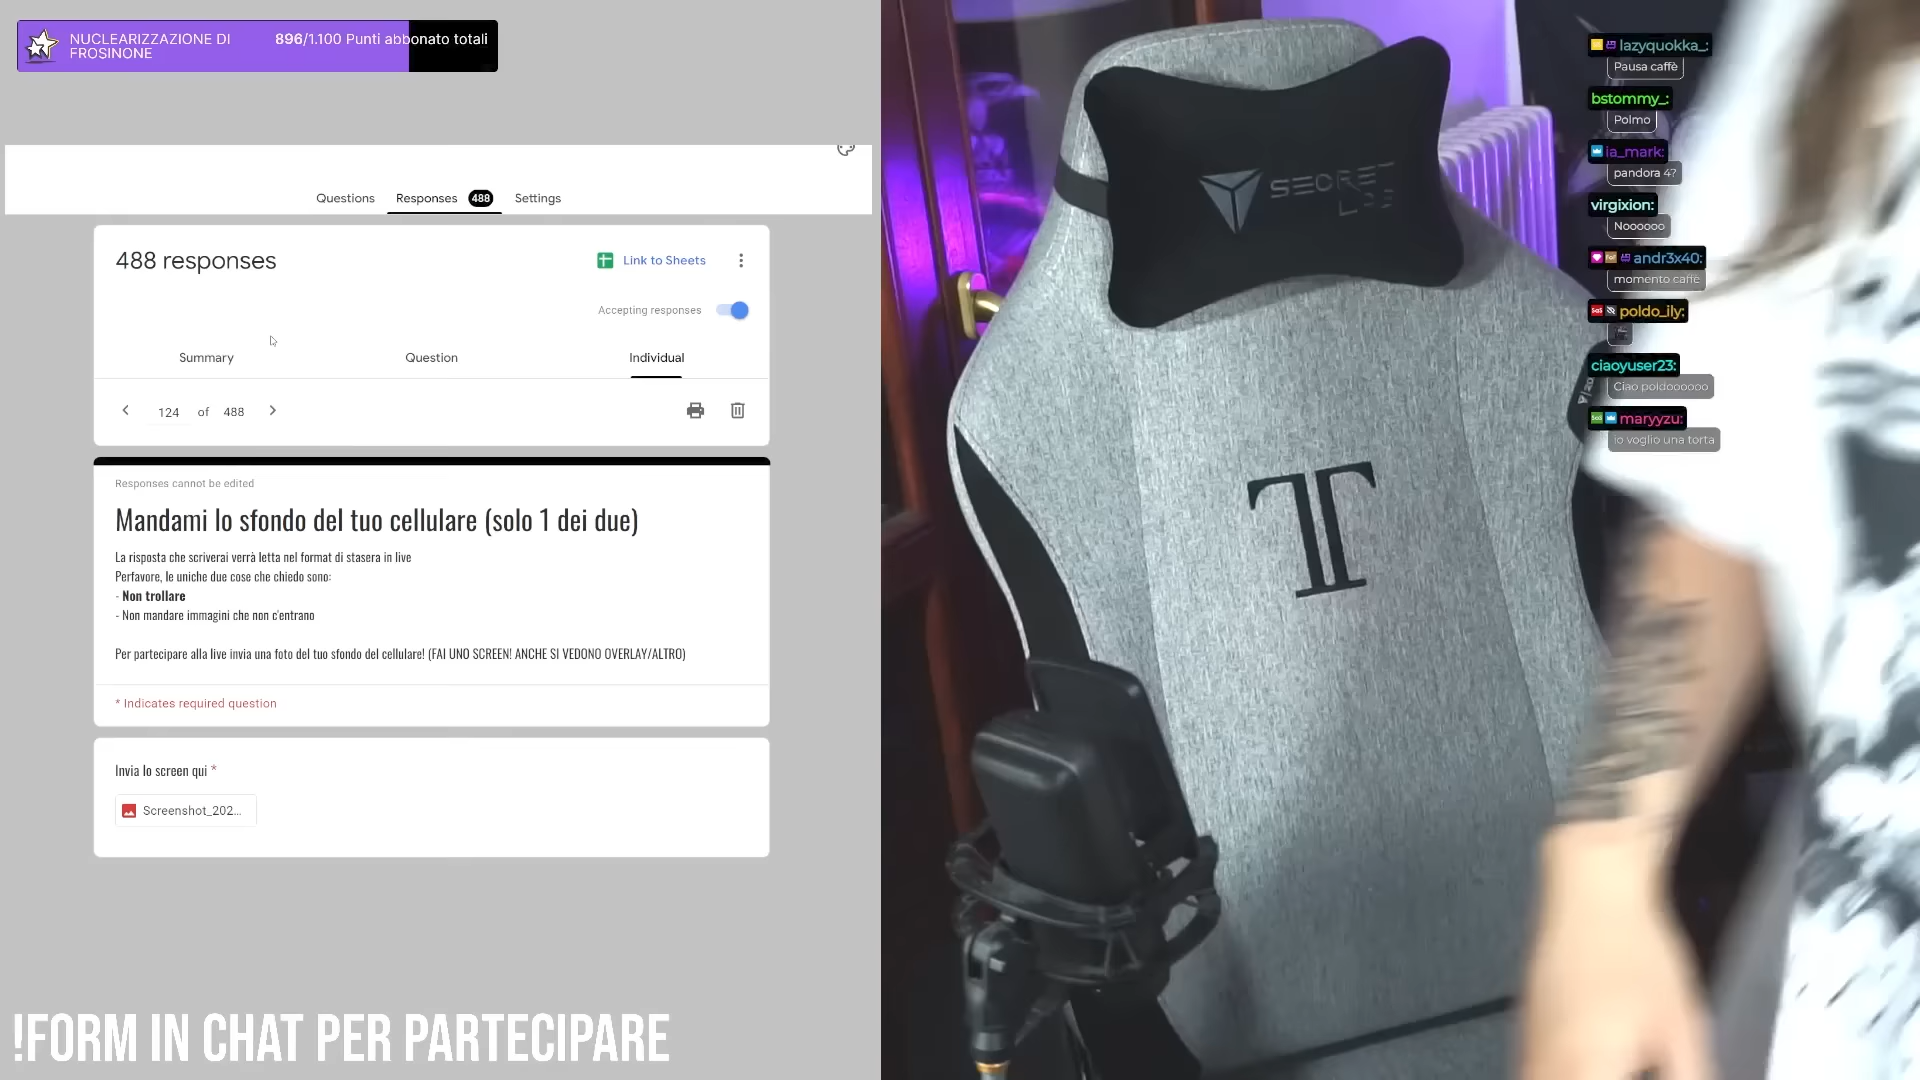 NUCLEARIZZAZIONE DI
FROSINONE
896/1.100 Punti abbonato totali
Questions
Responses 488
Settings
488 responses
Link to Sheets
Accepting responses
Summary
Question
Individual
124 of 488
Responses cannot be edited
Mandami lo sfondo del tuo cellulare (solo 1 dei due)
La risposta che scriverai verrà letta nel format di stasera in live
Perfavore, le uniche due cose che chiedo sono:
- Non trollare
- Non mandare immagini che non c'entrano
Per partecipare alla live invia una foto del tuo sfondo del cellulare! (FAI UNO SCREEN! ANCHE SI VEDONO OVERLAY/ALTRO)
* Indicates required question
Invia lo screen qui *
Screenshot_202...
!FORM IN CHAT PER PARTECIPARE
SECRET
LAB
lazyquokka_:
Pausa caffè
bstommy_:
Polmo
ia_mark:
pandora 4?
virgixion:
Noooooo
andr3x40:
momento caffè
poldo_ily:
ciaoyuser23:
Ciao poldoooooo
maryyzu:
io voglio una torta